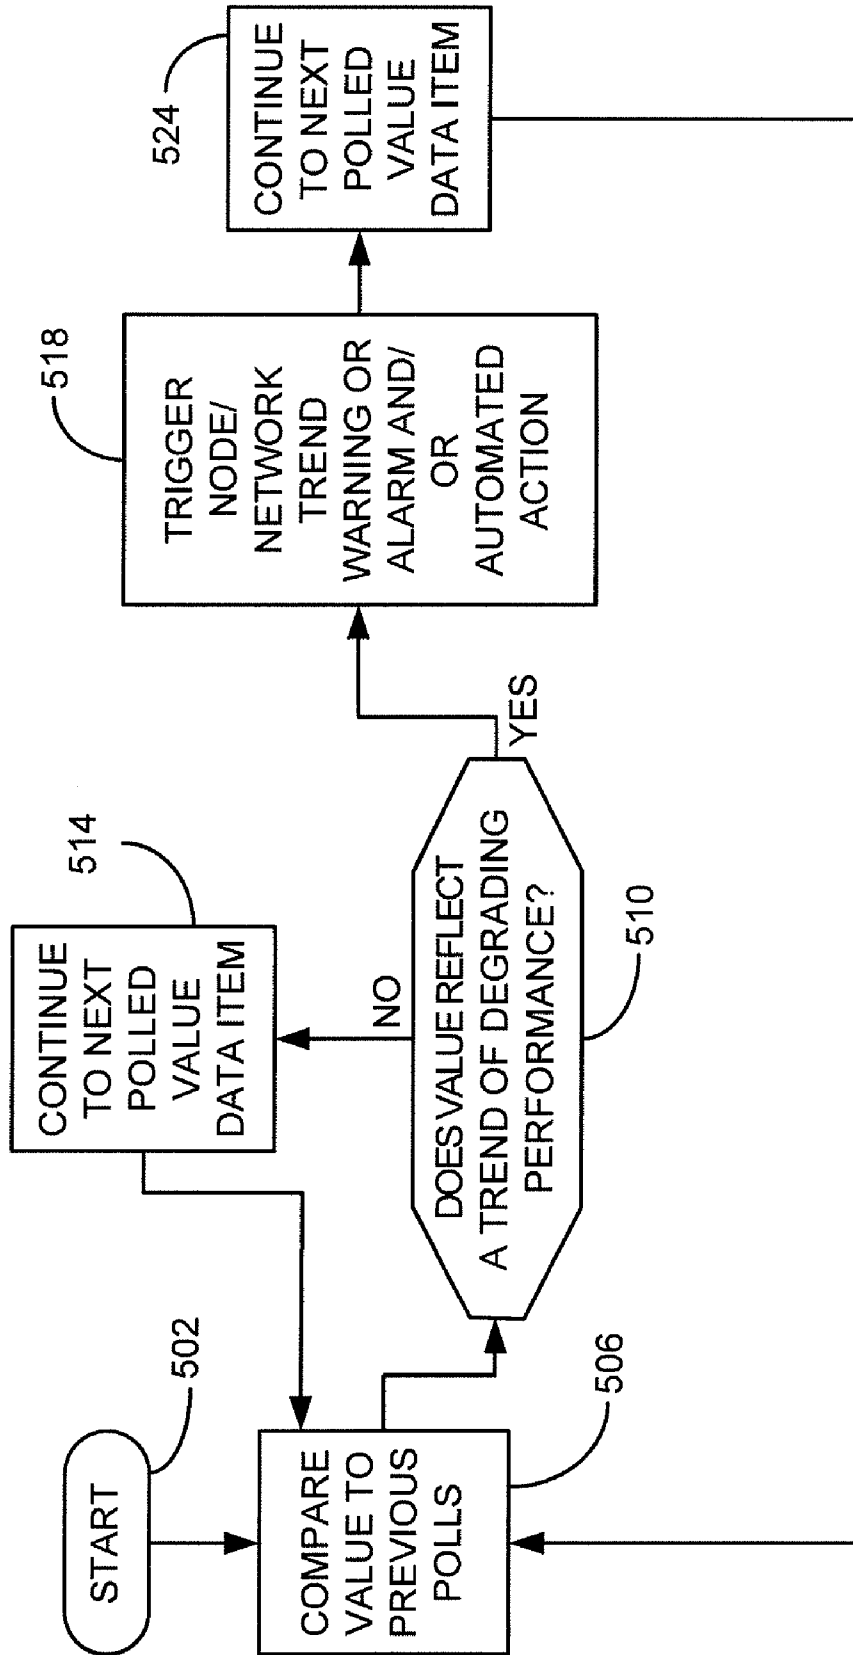 START
502
COMPARE
VALUE TO
PREVIOUS
POLLS
506
DOES VALUE REFLECT
A TREND OF DEGRADING
PERFORMANCE?
510
NO
CONTINUE
TO NEXT
POLLED
VALUE
DATA ITEM
514
YES
TRIGGER
NODE/
NETWORK
TREND
WARNING OR
ALARM AND/
OR
AUTOMATED
ACTION
518
CONTINUE
TO NEXT
POLLED
VALUE
DATA ITEM
524